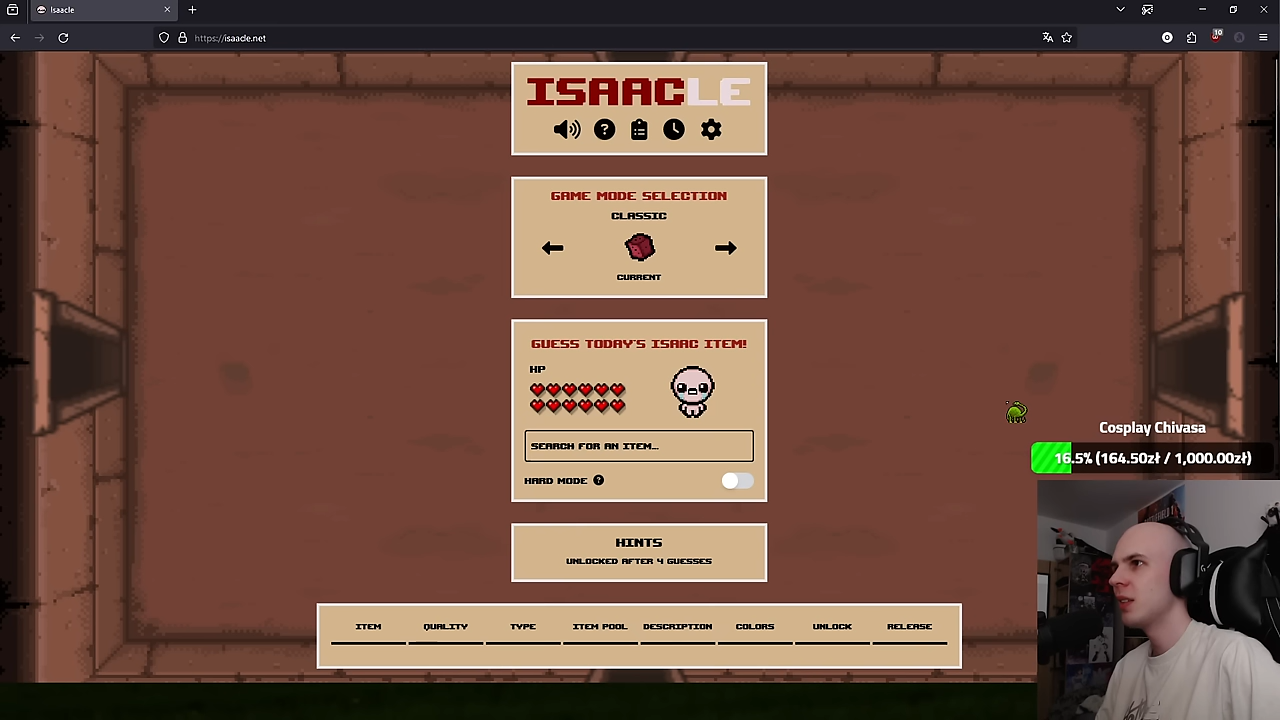 Isaacle
https://isaacle.net
10
ISAACLE
GAME MODE SELECTION
CLASSIC
CURRENT
GUESS TODAY'S ISAAC ITEM!
HP
SEARCH FOR AN ITEM...
HARD MODE ?
HINTS
UNLOCKED AFTER 4 GUESSES
ITEM QUALITY TYPE ITEM POOL DESCRIPTION COLORS UNLOCK RELEASE
Cosplay Chivasa
16.5% (164.50zł / 1,000.00zł)